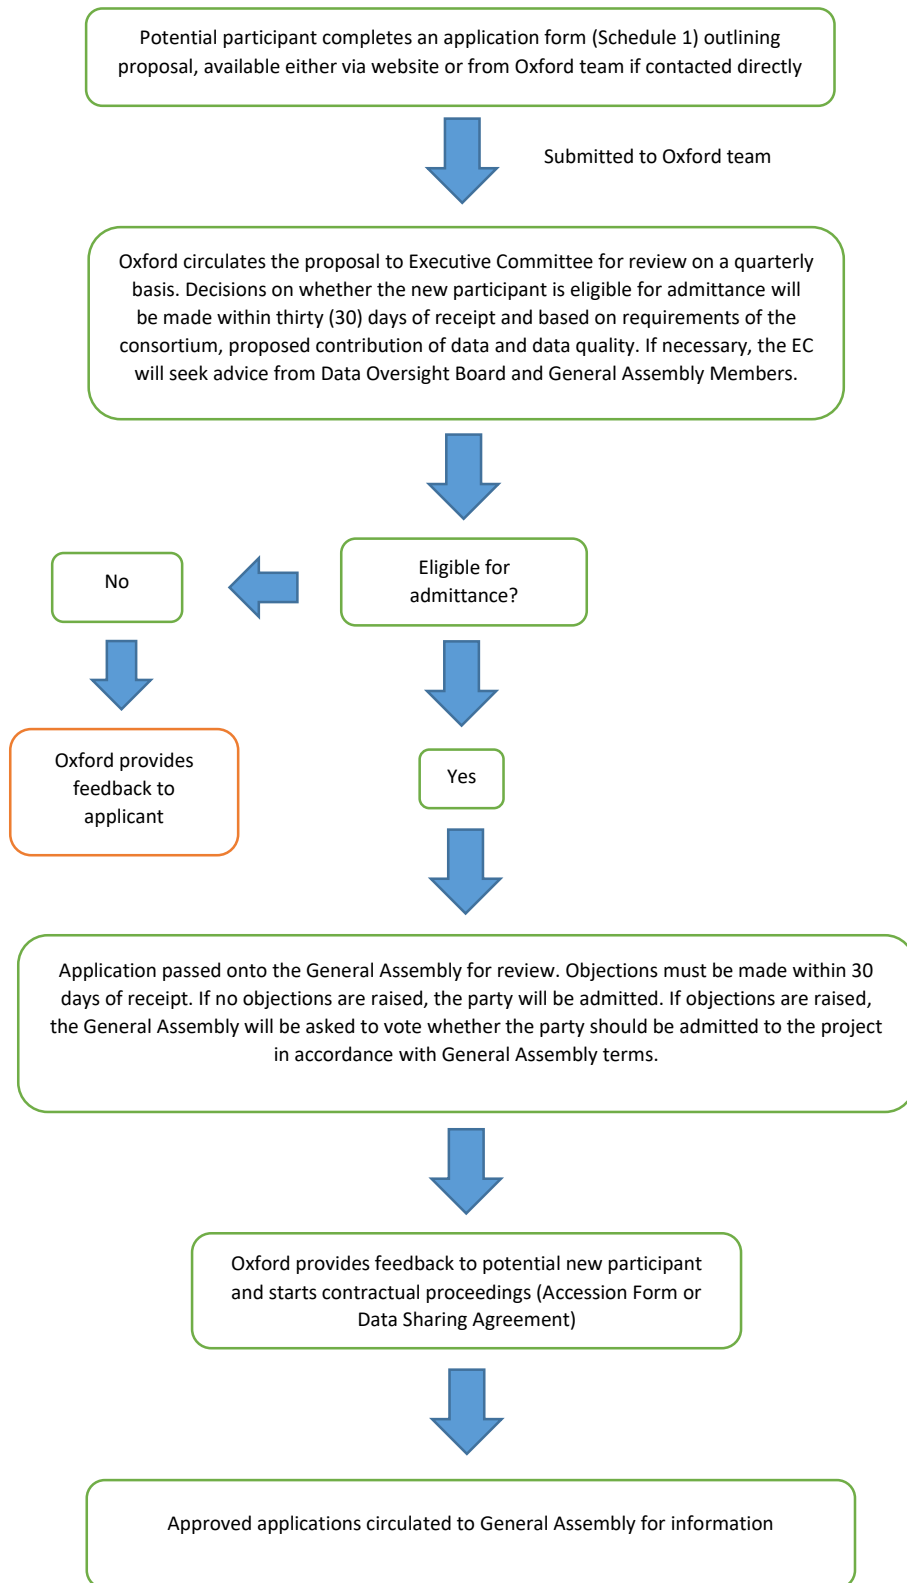 Potential participant completes an application form (Schedule 1) outlining
proposal, available either via website or from Oxford team if contacted directly
Submitted to Oxford team
Oxford circulates the proposal to Executive Committee for review on a quarterly
basis. Decisions on whether the new participant is eligible for admittance will
be made within thirty (30) days of receipt and based on requirements of the
consortium, proposed contribution of data and data quality. If necessary, the EC
will seek advice from Data Oversight Board and General Assembly Members.
Eligible for
admittance?
No
Oxford provides
feedback to
applicant
Yes
Application passed onto the General Assembly for review. Objections must be made within 30
days of receipt. If no objections are raised, the party will be admitted. If objections are raised,
the General Assembly will be asked to vote whether the party should be admitted to the project
in accordance with General Assembly terms.
Oxford provides feedback to potential new participant
and starts contractual proceedings (Accession Form or
Data Sharing Agreement)
Approved applications circulated to General Assembly for information